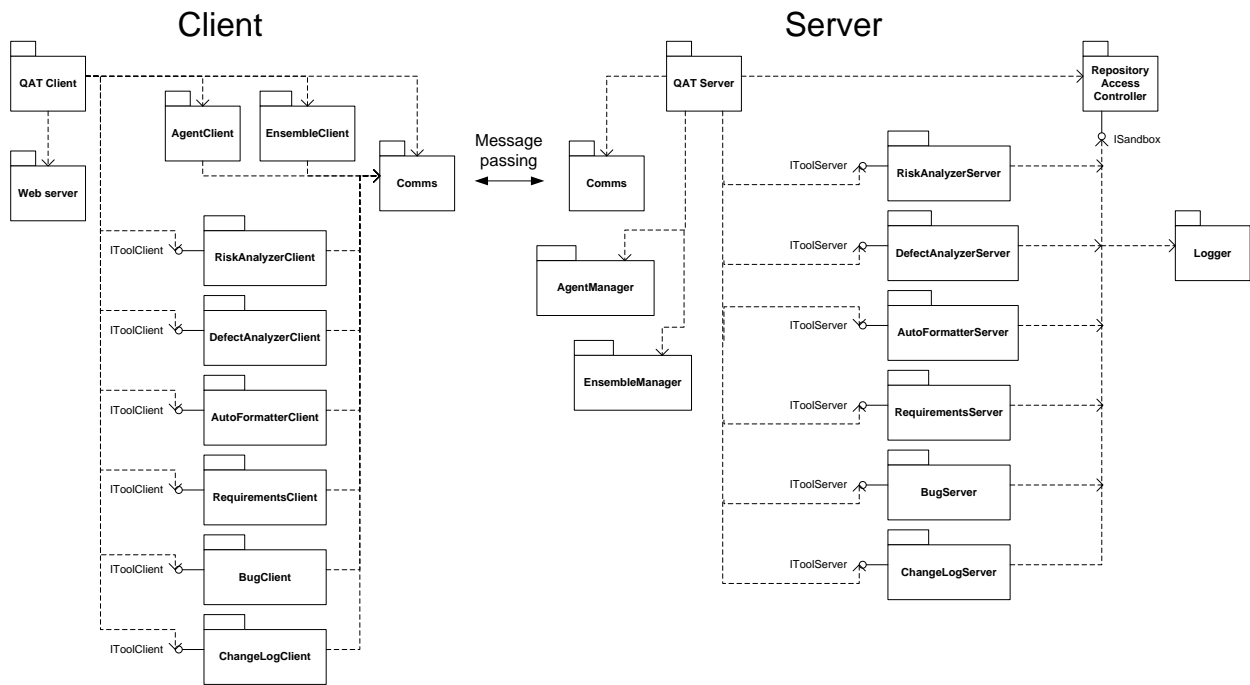 Client
Server
QAT Client
AgentClient
EnsembleClient
Web server
Comms
Message
passing
IToolClient
RiskAnalyzerClient
IToolClient
DefectAnalyzerClient
IToolClient
AutoFormatterClient
IToolClient
RequirementsClient
IToolClient
BugClient
IToolClient
ChangeLogClient
QAT Server
Comms
AgentManager
EnsembleManager
Repository
Access
Controller
ISandbox
IToolServer
RiskAnalyzerServer
IToolServer
DefectAnalyzerServer
Logger
IToolServer
AutoFormatterServer
IToolServer
RequirementsServer
IToolServer
BugServer
IToolServer
ChangeLogServer